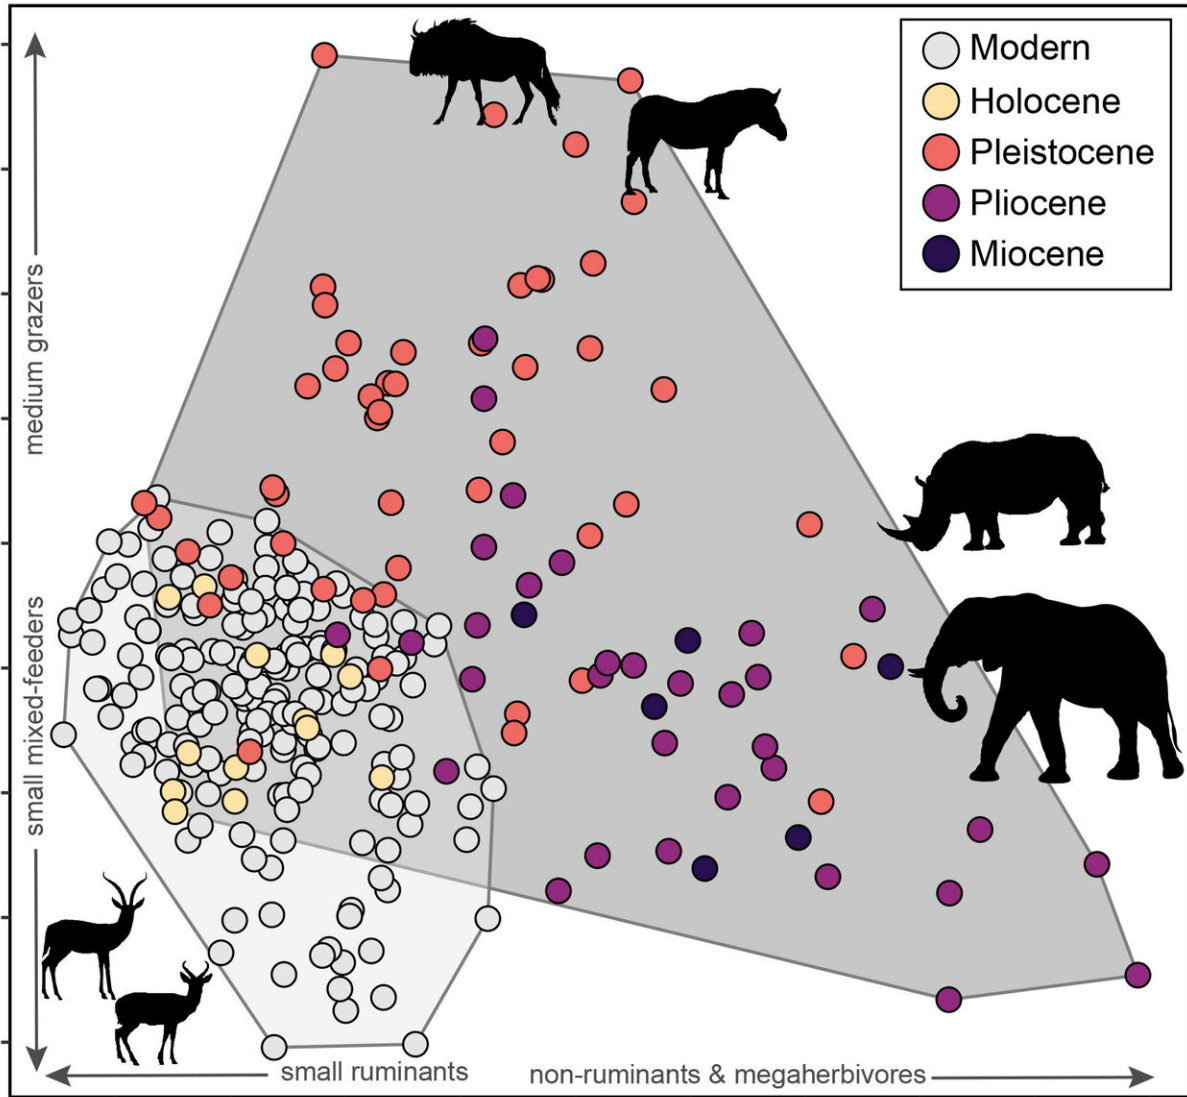 Modern
Holocene
Pleistocene
Pliocene
Miocene
medium grazers
small mixed-feeders
small ruminants
non-ruminants & megaherbivores